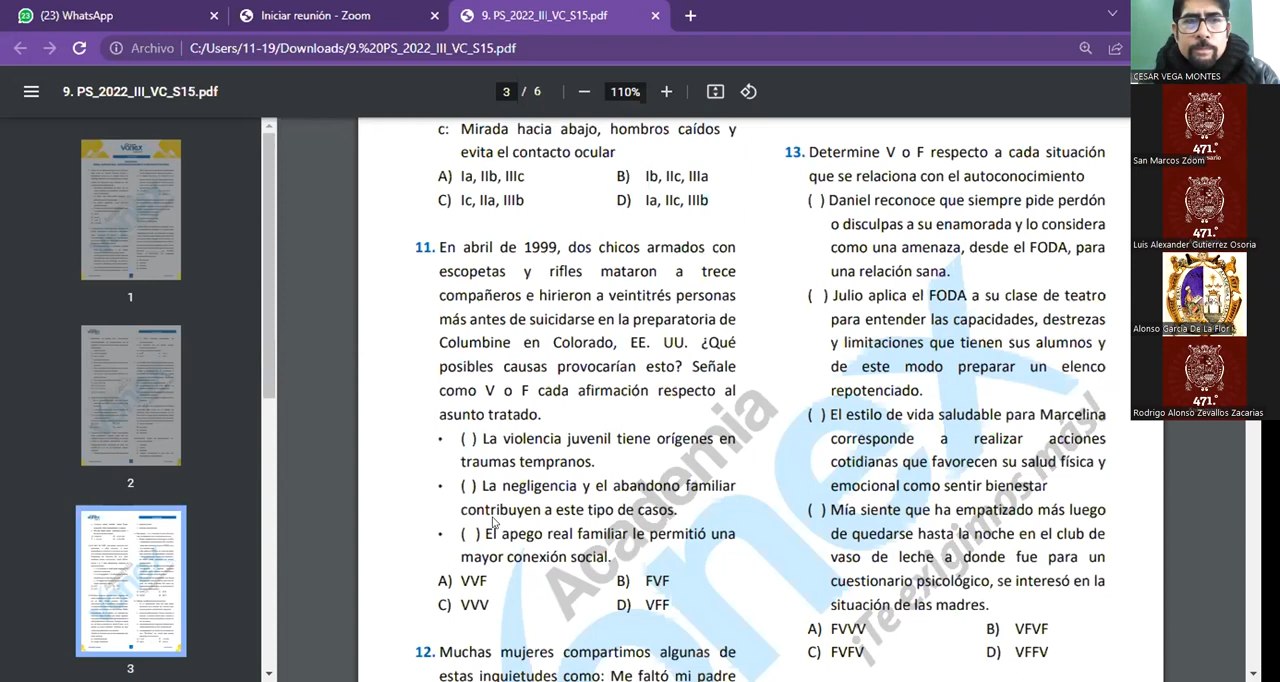 (23) WhatsApp
Iniciar reunión - Zoom
9. PS_2022_III_VC_S15.pdf
Archivo
C:/Users/11-19/Downloads/9.%20PS_2022_III_VC_S15.pdf
9. PS_2022_III_VC_S15.pdf
3 / 6
110%
1
2
3
c: Mirada hacia abajo, hombros caídos y
evita el contacto ocular
A) Ia, IIb, IIIc
B) Ib, IIc, IIIa
C) Ic, IIa, IIIb
D) Ia, IIc, IIIb
11. En abril de 1999, dos chicos armados con
escopetas y rifles mataron a trece
compañeros e hirieron a veintitrés personas
más antes de suicidarse en la preparatoria de
Columbine en Colorado, EE. UU. ¿Qué
posibles causas provocarían esto? Señale
como V o F cada afirmación respecto al
asunto tratado.
• ( ) La violencia juvenil tiene orígenes en
traumas tempranos.
• ( ) La negligencia y el abandono familiar
contribuyen a este tipo de casos.
• ( ) El apego real familiar le permitió una
mayor conexión social.
A) VVF
B) FVF
C) VVV
D) VFF
12. Muchas mujeres compartimos algunas de
estas inquietudes como: Me faltó mi padre
13. Determine V o F respecto a cada situación
que se relaciona con el autoconocimiento
( ) Daniel reconoce que siempre pide perdón
o disculpas a su enamorada y lo considera
como una amenaza, desde el FODA, para
una relación sana.
( ) Julio aplica el FODA a su clase de teatro
para entender las capacidades, destrezas
y limitaciones que tienen sus alumnos y
de este modo preparar un elenco
repotenciado.
( ) El estilo de vida saludable para Marcelina
corresponde a realizar acciones
cotidianas que favorecen su salud física y
emocional como sentir bienestar
( ) Mía siente que ha empatizado más luego
de quedarse hasta la noche en el club de
vaso de leche a donde fue para un
cuestionario psicológico, se interesó en la
situación de las madres.
A) FVVV
B) VFVF
C) FVFV
D) VFFV
Academia
¡Te exigimos más!
CESAR VEGA MONTES
471.°
San Marcos Zoom
471.°
Luis Alexander Gutierrez Osoria
Alonso García De La Flor
471.°
Rodrigo Alonso Zevallos Zacarias